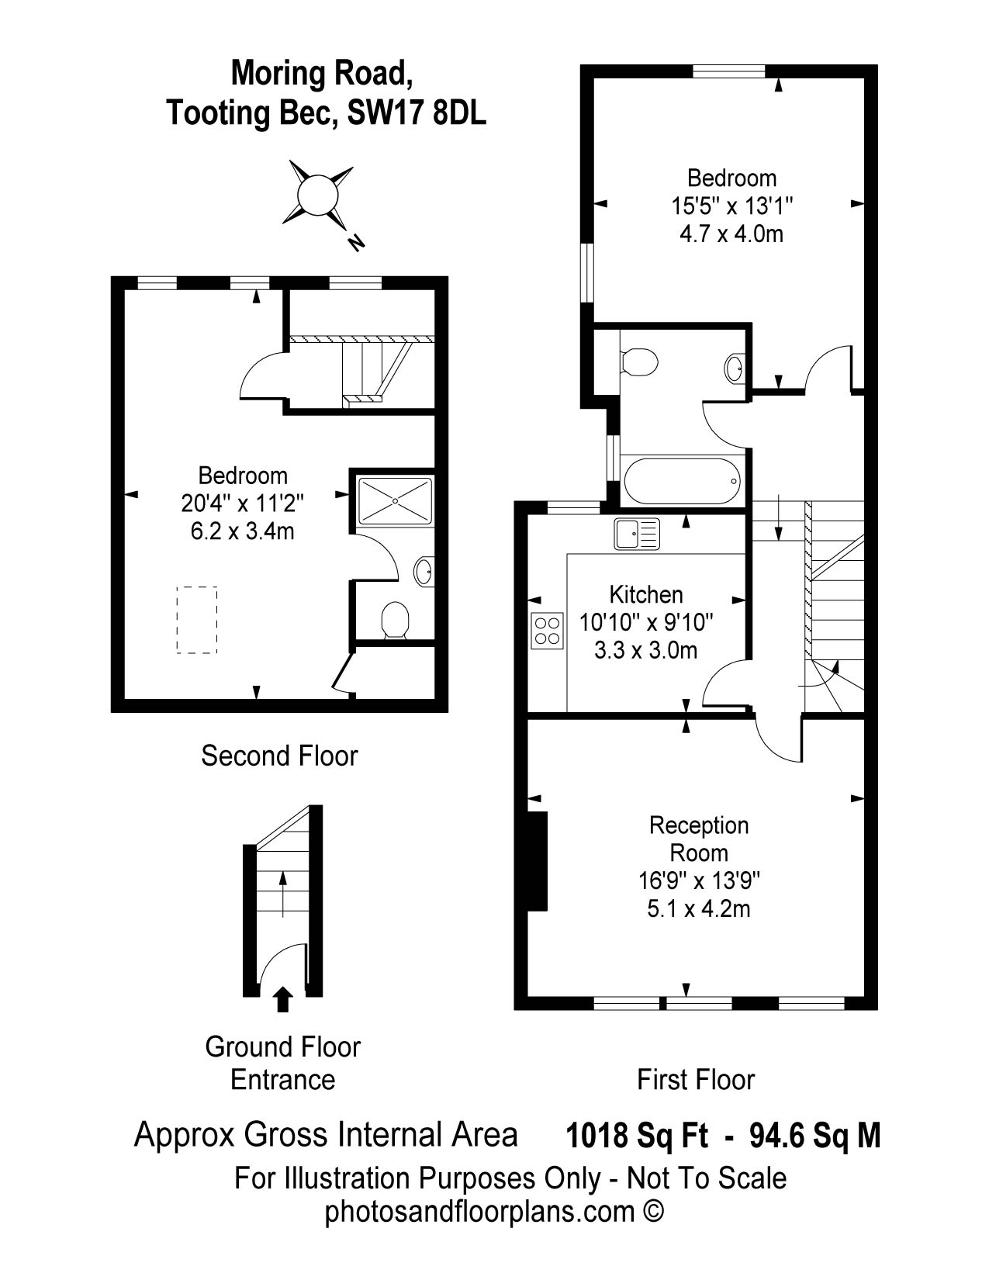 Moring Road,
Tooting Bec, SW17 8DL
N
Bedroom
15'5" x 13'1"
4.7 x 4.0m
Bedroom
20'4" x 11'2"
6.2 x 3.4m
Kitchen
10'10" x 9'10"
3.3 x 3.0m
Second Floor
Reception
Room
16'9" x 13'9"
5.1 x 4.2m
Ground Floor
Entrance
First Floor
Approx Gross Internal Area 1018 Sq Ft - 94.6 Sq M
For Illustration Purposes Only - Not To Scale
photosandfloorplans.com ©